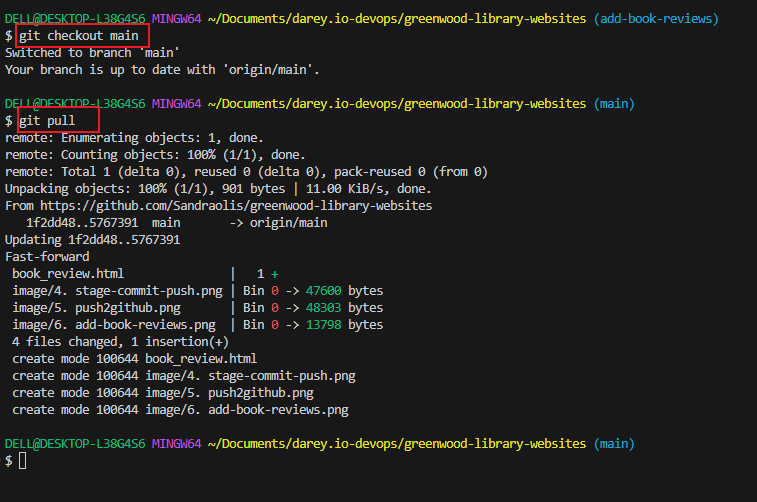 DELL@DESKTOP-L38G4S6 MINGW64 ~/Documents/darey.io-devops/greenwood-library-websites (add-book-reviews)
$ git checkout main
Switched to branch 'main'
Your branch is up to date with 'origin/main'.
DELL@DESKTOP-L38G4S6 MINGW64 ~/Documents/darey.io-devops/greenwood-library-websites (main)
$ git pull
remote: Enumerating objects: 1, done.
remote: Counting objects: 100% (1/1), done.
remote: Total 1 (delta 0), reused 0 (delta 0), pack-reused 0 (from 0)
Unpacking objects: 100% (1/1), 901 bytes | 11.00 KiB/s, done.
From https://github.com/Sandraolis/greenwood-library-websites
   1f2dd48..5767391  main       -> origin/main
Updating 1f2dd48..5767391
Fast-forward
 book_review.html               |   1 +
 image/4. stage-commit-push.png | Bin 0 -> 47600 bytes
 image/5. push2github.png       | Bin 0 -> 48303 bytes
 image/6. add-book-reviews.png  | Bin 0 -> 13798 bytes
 4 files changed, 1 insertion(+)
 create mode 100644 book_review.html
 create mode 100644 image/4. stage-commit-push.png
 create mode 100644 image/5. push2github.png
 create mode 100644 image/6. add-book-reviews.png
DELL@DESKTOP-L38G4S6 MINGW64 ~/Documents/darey.io-devops/greenwood-library-websites (main)
$